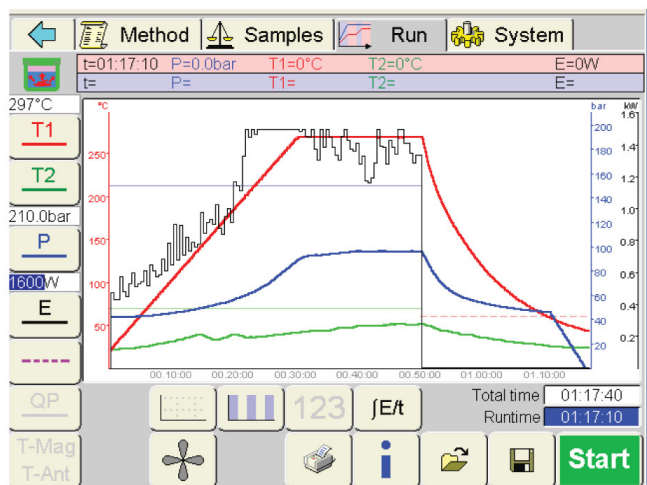 Method Samples Run System
t=01:17:10 P=0.0bar T1=0°C T2=0°C E=0W
t= P= T1= T2= E=
297°C
T1
T2
210.0bar
P
1600W
E
QP
T-Mag
T-Ant
°C
250
200
150
100
50
bar kW
200
180
160
140
120
100
80
60
40
20
1.6
1.4
1.2
1.0
0.8
0.6
0.4
0.2
00.10:00 00.20:00 00.30:00 00.40:00 00.50:00 01.00:00 01.10:00
123 ∫E/t
Total time 01:17:40
Runtime 01:17:10
i
Start